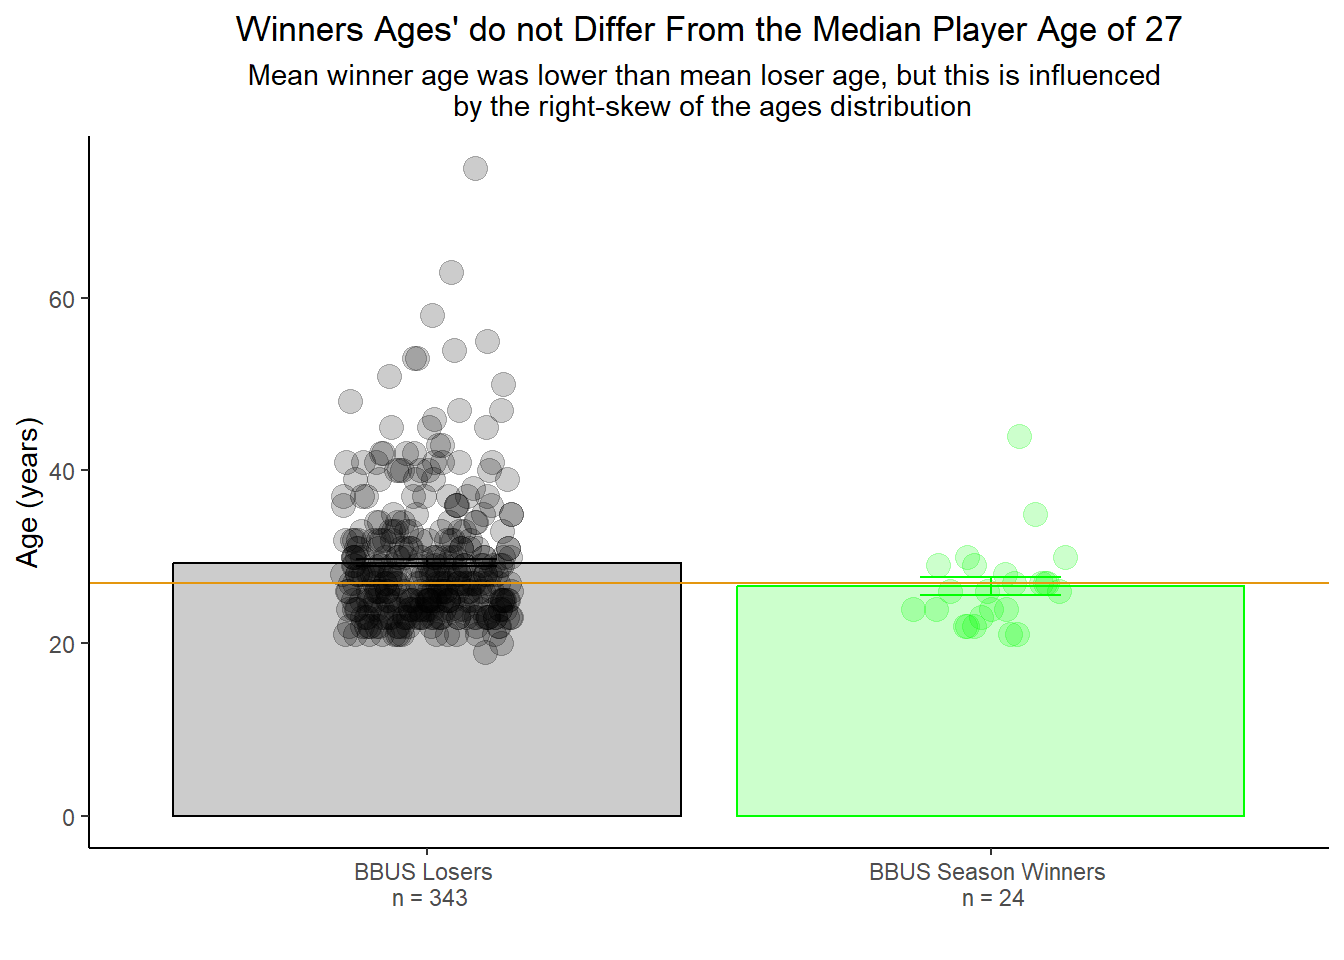 Winners Ages' do not Differ From the Median Player Age of 27
Mean winner age was lower than mean loser age, but this is influenced
by the right-skew of the ages distribution
Age (years)
60
40
20
0
BBUS Losers
n = 343
BBUS Season Winners
n = 24